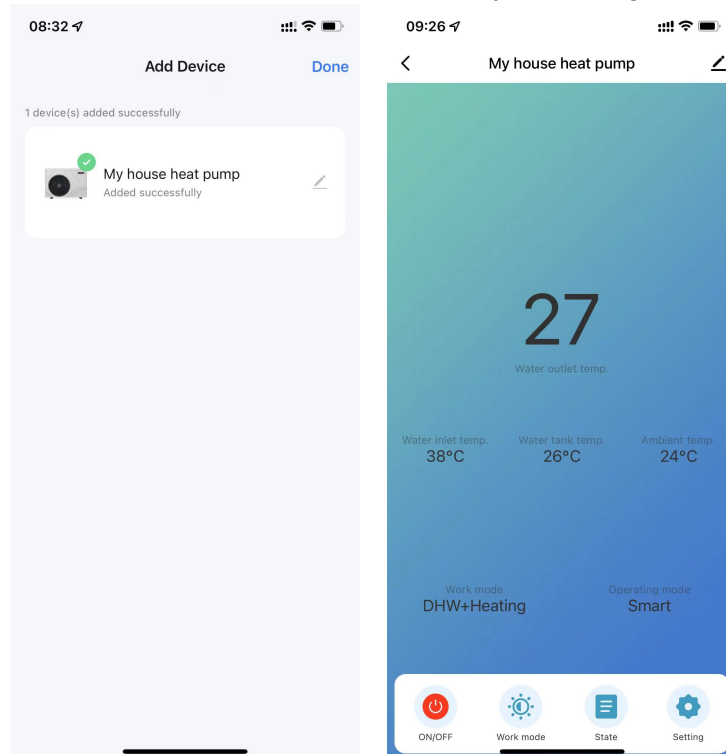 08:32
Add Device
Done
1 device(s) added successfully
My house heat pump
Added successfully
09:26
My house heat pump
27
Water outlet temp.
Water inlet temp.
Water tank temp.
Ambient temp.
38°C
26°C
24°C
Work mode
Operating mode
DHW+Heating
Smart
ON/OFF
Work mode
State
Setting